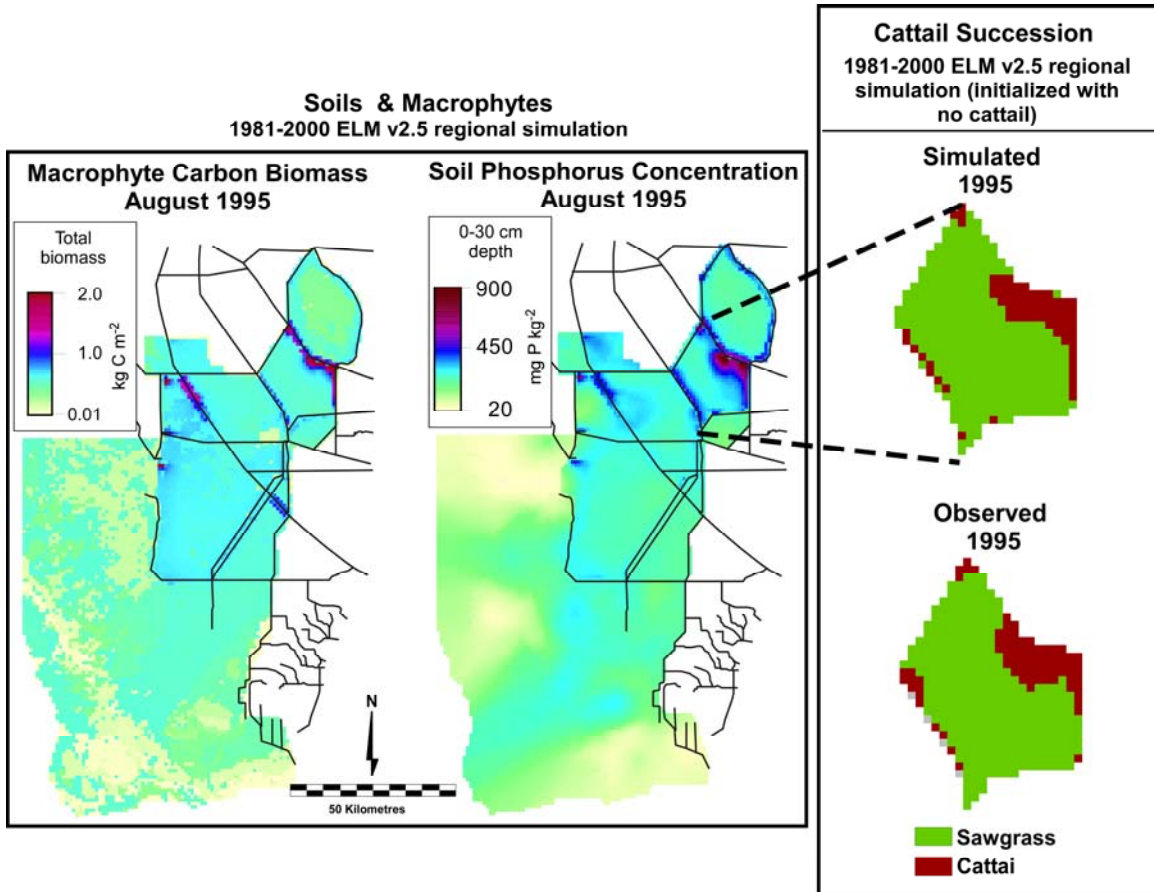 Soils & Macrophytes
1981-2000 ELM v2.5 regional simulation
Macrophyte Carbon Biomass
August 1995
Total
biomass
2.0
1.0
0.01
kg C m-2
Soil Phosphorus Concentration
August 1995
0-30 cm
depth
900
450
20
mg P kg-2
N
50 Kilometres
Cattail Succession
1981-2000 ELM v2.5 regional
simulation (initialized with
no cattail)
Simulated
1995
Observed
1995
Sawgrass
Cattai